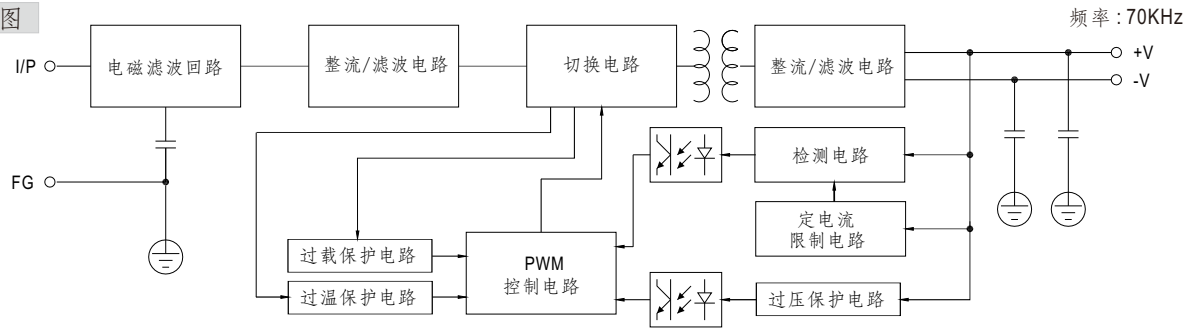 图
频率 : 70KHz
I/P
电磁滤波回路
整流/滤波电路
切换电路
整流/滤波电路
+V
-V
检测电路
FG
定电流
限制电路
过载保护电路
PWM
控制电路
过温保护电路
过压保护电路